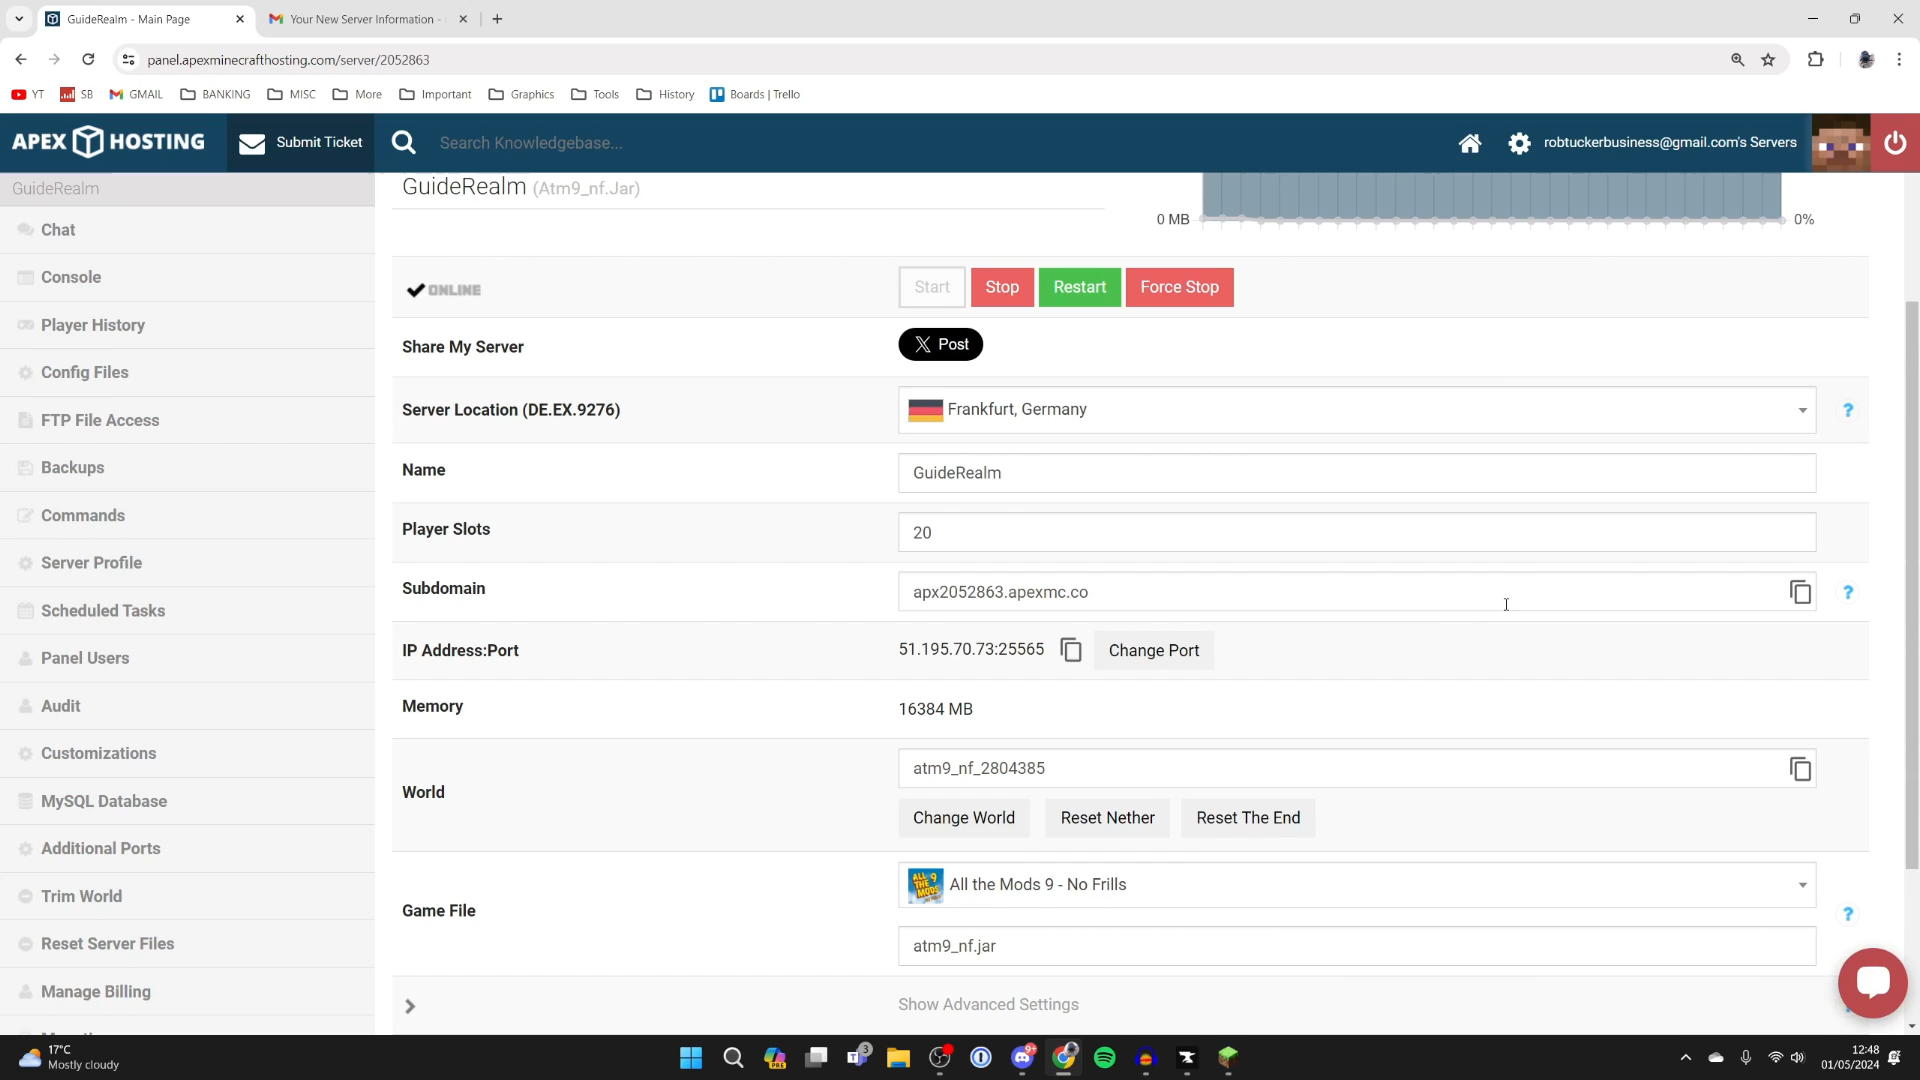 GuideRealm - Main Page
Your New Server Information -
panel.apexminecrafthosting.com/server/2052863
YT
SB
GMAIL
BANKING
MISC
More
Important
Graphics
Tools
History
Boards | Trello
APEX HOSTING
Submit Ticket
Search Knowledgebase...
robtuckerbusiness@gmail.com's Servers
GuideRealm
Chat
Console
Player History
Config Files
FTP File Access
Backups
Commands
Server Profile
Scheduled Tasks
Panel Users
Audit
Customizations
MySQL Database
Additional Ports
Trim World
Reset Server Files
Manage Billing
GuideRealm (Atm9_nf.Jar)
0 MB
0%
ONLINE
Start
Stop
Restart
Force Stop
Share My Server
Post
Server Location (DE.EX.9276)
Frankfurt, Germany
?
Name
GuideRealm
Player Slots
20
Subdomain
apx2052863.apexmc.co
?
IP Address:Port
51.195.70.73:25565
Change Port
Memory
16384 MB
World
atm9_nf_2804385
Change World
Reset Nether
Reset The End
Game File
All the Mods 9 - No Frills
?
atm9_nf.jar
Show Advanced Settings
17°C
Mostly cloudy
PRE
3
9+
12:48
01/05/2024